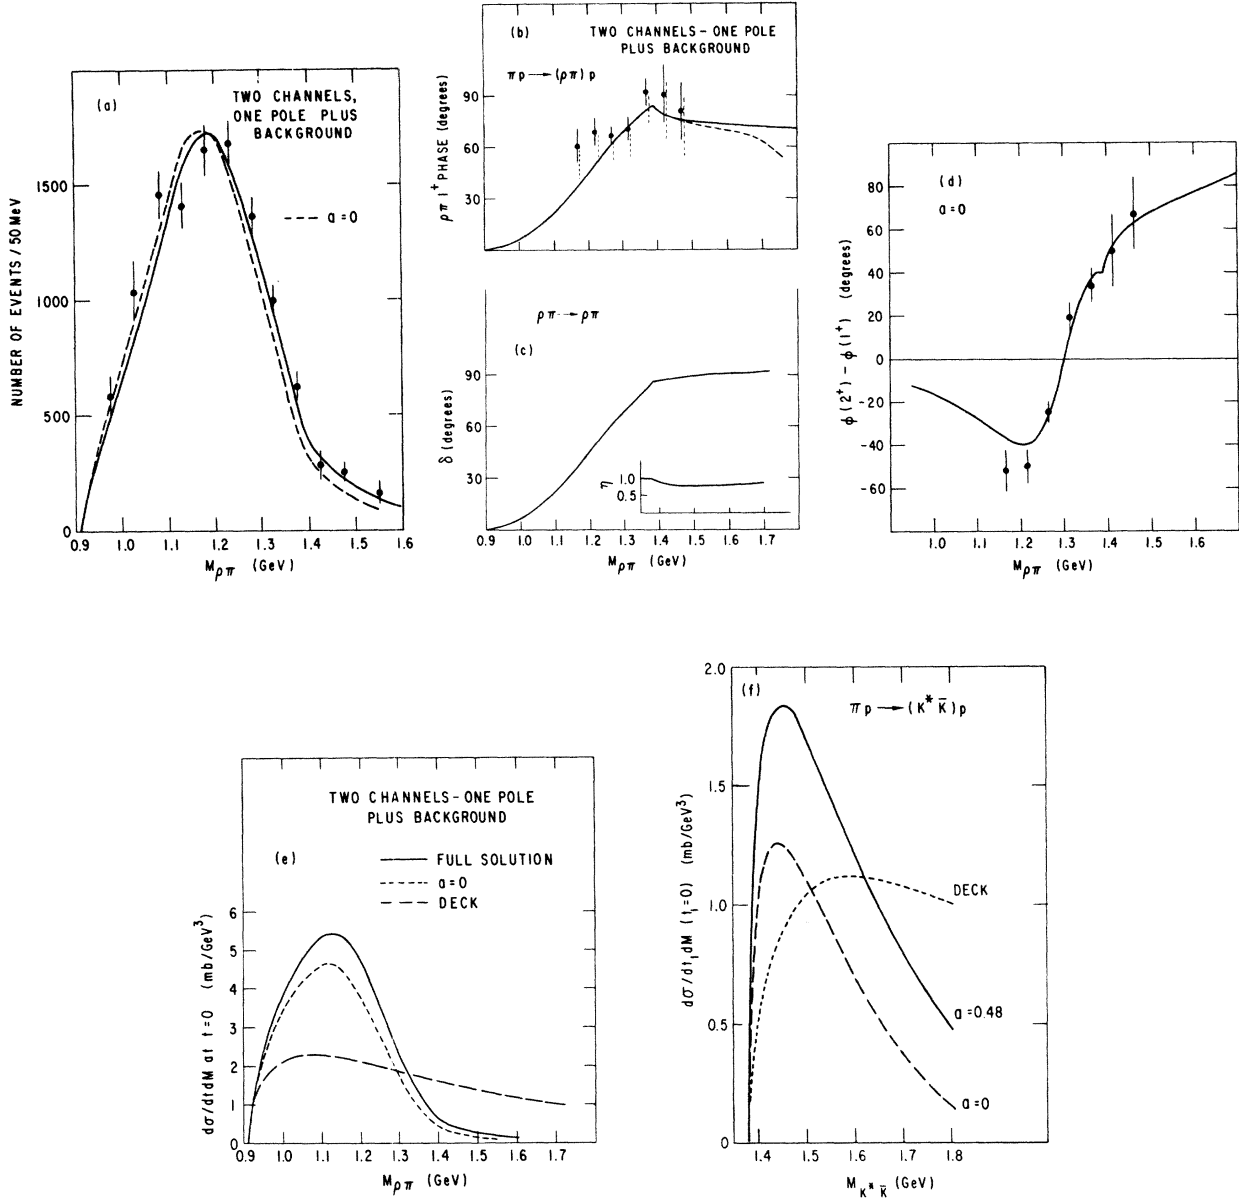 (a)
TWO CHANNELS,
ONE POLE PLUS
BACKGROUND
--- a=0
NUMBER OF EVENTS / 50 MeV
1500
1000
500
0
0.9 1.0 1.1 1.2 1.3 1.4 1.5 1.6
Mρπ (GeV)
(b)
TWO CHANNELS-ONE POLE
PLUS BACKGROUND
πp→(ρπ)p
ρπ 1+ PHASE (degrees)
90
60
30
(c)
ρπ→ρπ
δ (degrees)
90
60
30
η
1.0
0.5
0.9 1.0 1.1 1.2 1.3 1.4 1.5 1.6 1.7
Mρπ (GeV)
(d)
a=0
ϕ(2+) - ϕ(1+) (degrees)
80
60
40
20
0
-20
-40
-60
1.0 1.1 1.2 1.3 1.4 1.5 1.6
Mρπ (GeV)
TWO CHANNELS-ONE POLE
PLUS BACKGROUND
(e)
FULL SOLUTION
a=0
DECK
dσ/dtdM at t=0 (mb/GeV³)
6
5
4
3
2
1
0
0.9 1.0 1.1 1.2 1.3 1.4 1.5 1.6 1.7
Mρπ (GeV)
(f)
πp→(K* K̄)p
dσ/dt₁dM (t₁=0) (mb/GeV³)
2.0
1.5
1.0
0.5
0
DECK
a=0.48
a=0
1.4 1.5 1.6 1.7 1.8
M K* K̄ (GeV)